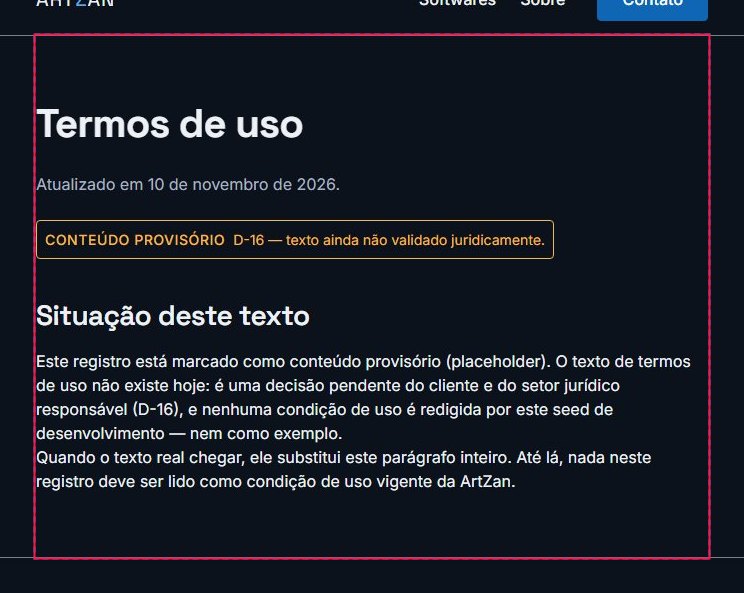 ARTZAN
Softwares Sobre Contato
Termos de uso
Atualizado em 10 de novembro de 2026.
CONTEÚDO PROVISÓRIO D-16 — texto ainda não validado juridicamente.
Situação deste texto
Este registro está marcado como conteúdo provisório (placeholder). O texto de termos
de uso não existe hoje: é uma decisão pendente do cliente e do setor jurídico
responsável (D-16), e nenhuma condição de uso é redigida por este seed de
desenvolvimento — nem como exemplo.
Quando o texto real chegar, ele substitui este parágrafo inteiro. Até lá, nada neste
registro deve ser lido como condição de uso vigente da ArtZan.